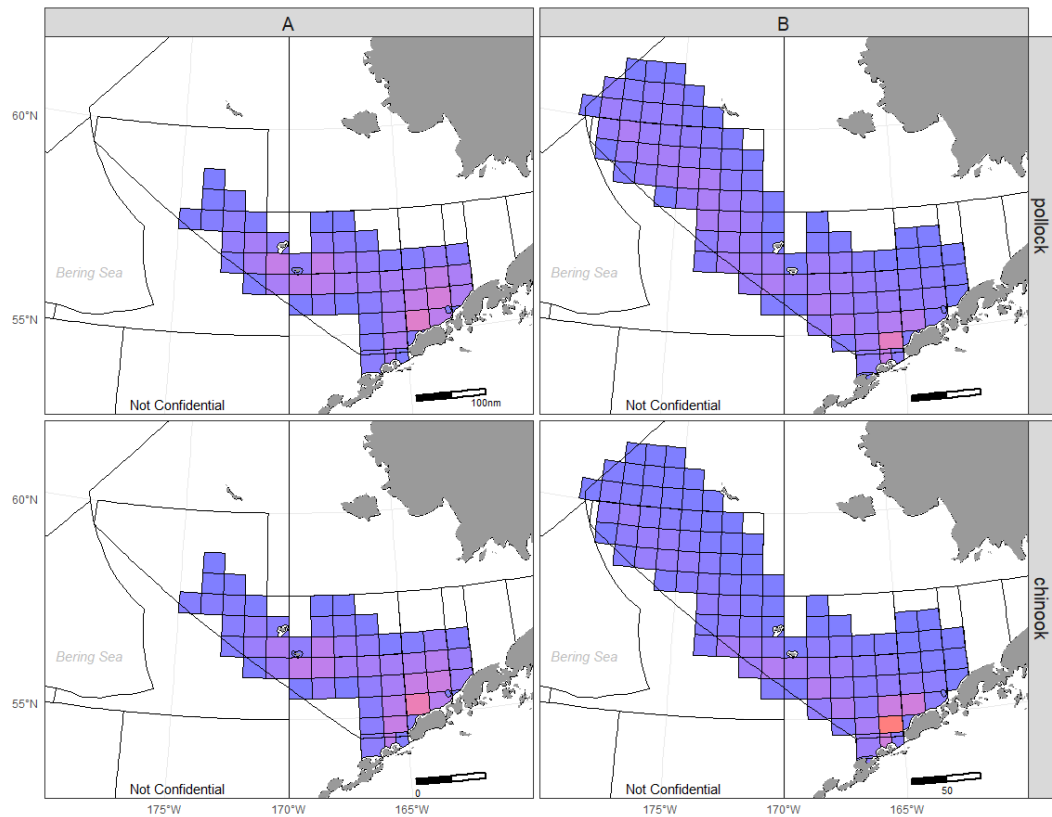 A
B
60°N
Bering Sea
Bering Sea
pollock
55°N
Not Confidential
100nm
Not Confidential
60°N
Bering Sea
Bering Sea
chinook
55°N
Not Confidential
0
Not Confidential
50
175°W
170°W
165°W
175°W
170°W
165°W